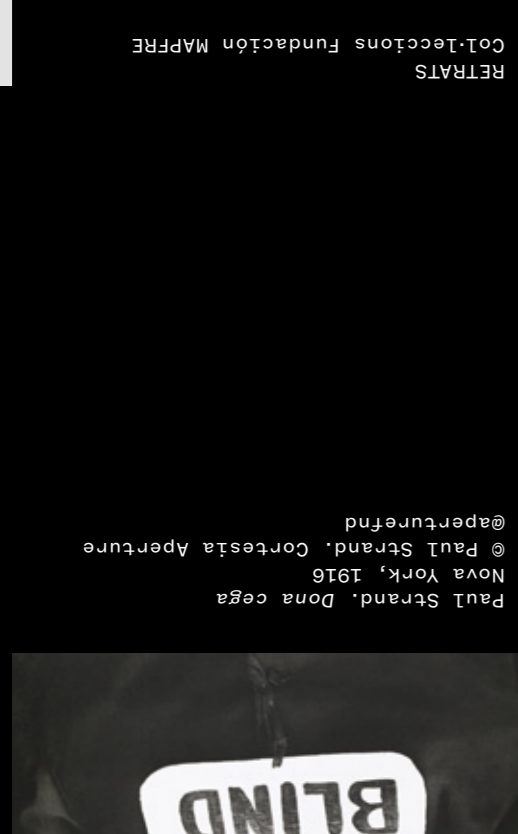 BLIND
Paul Strand. Dona cega
Nova York, 1916
© Paul Strand. Cortesia Aperture
@aperturefnd
RETRATS
Col·leccions Fundación MAPFRE